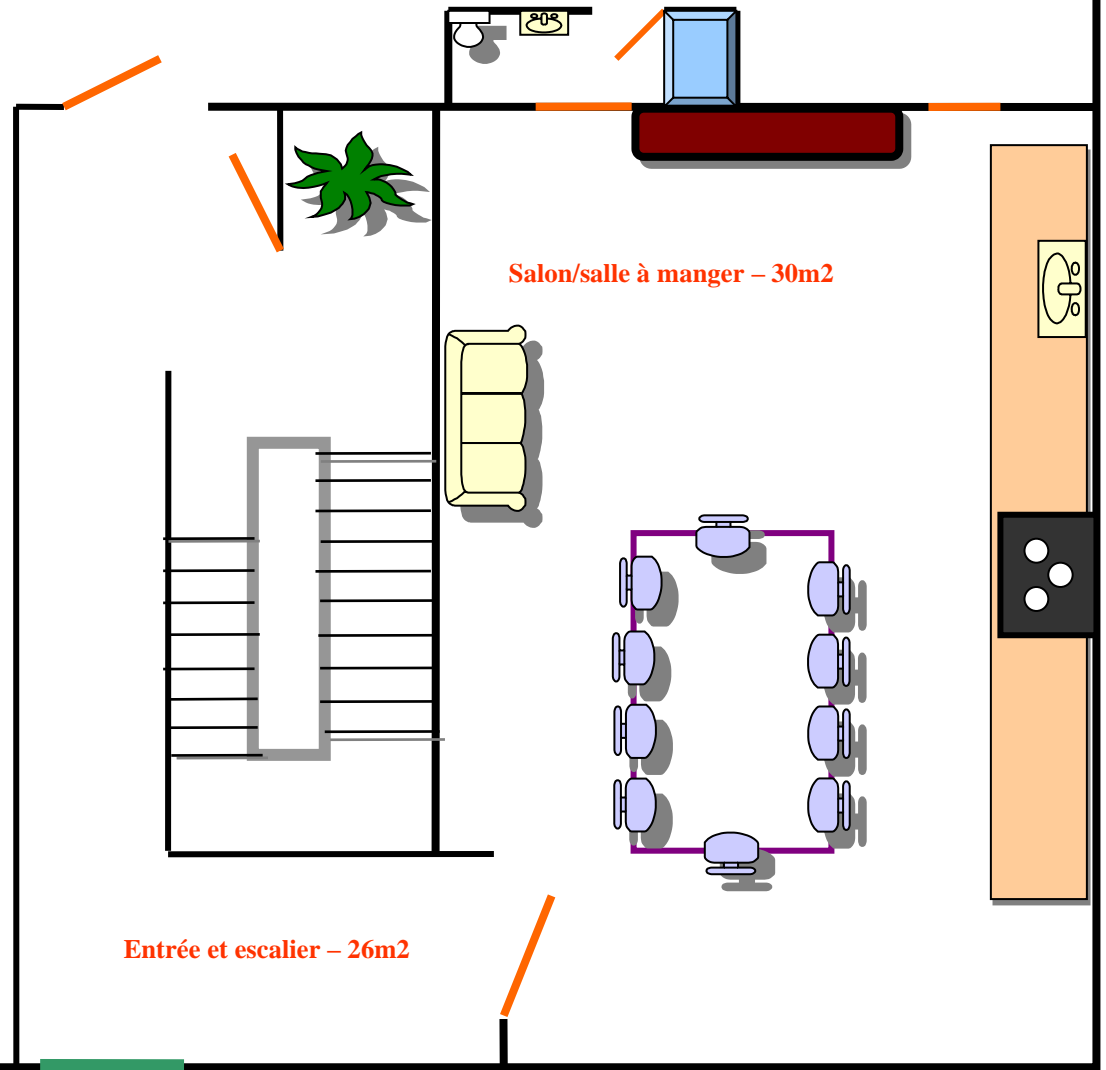 Salon/salle à manger – 30m2
Entrée et escalier – 26m2